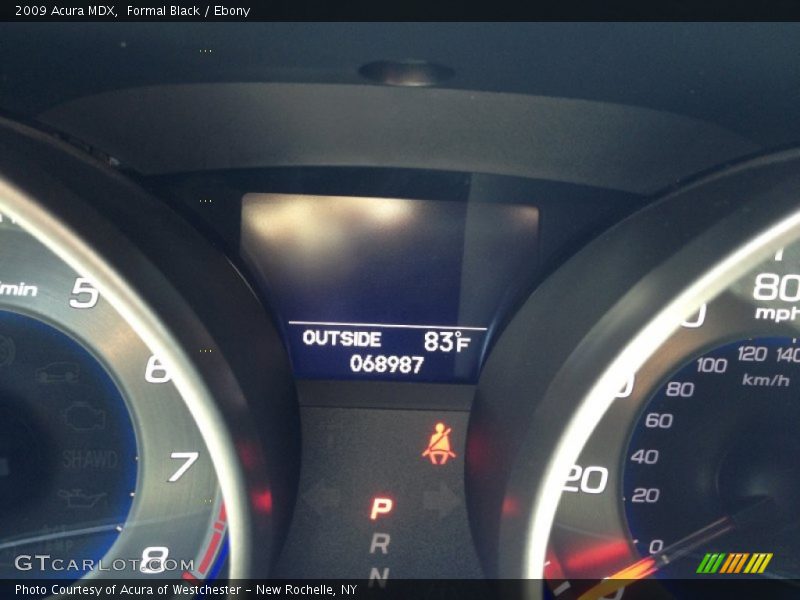 2009 Acura MDX, Formal Black / Ebony
/min
5
6
7
8
SHAWD
OUTSIDE 83°F
068987
P
R
N
80
mph
20
0
20
40
60
80
100
120
140
km/h
GTCARLOT.COM
Photo Courtesy of Acura of Westchester - New Rochelle, NY